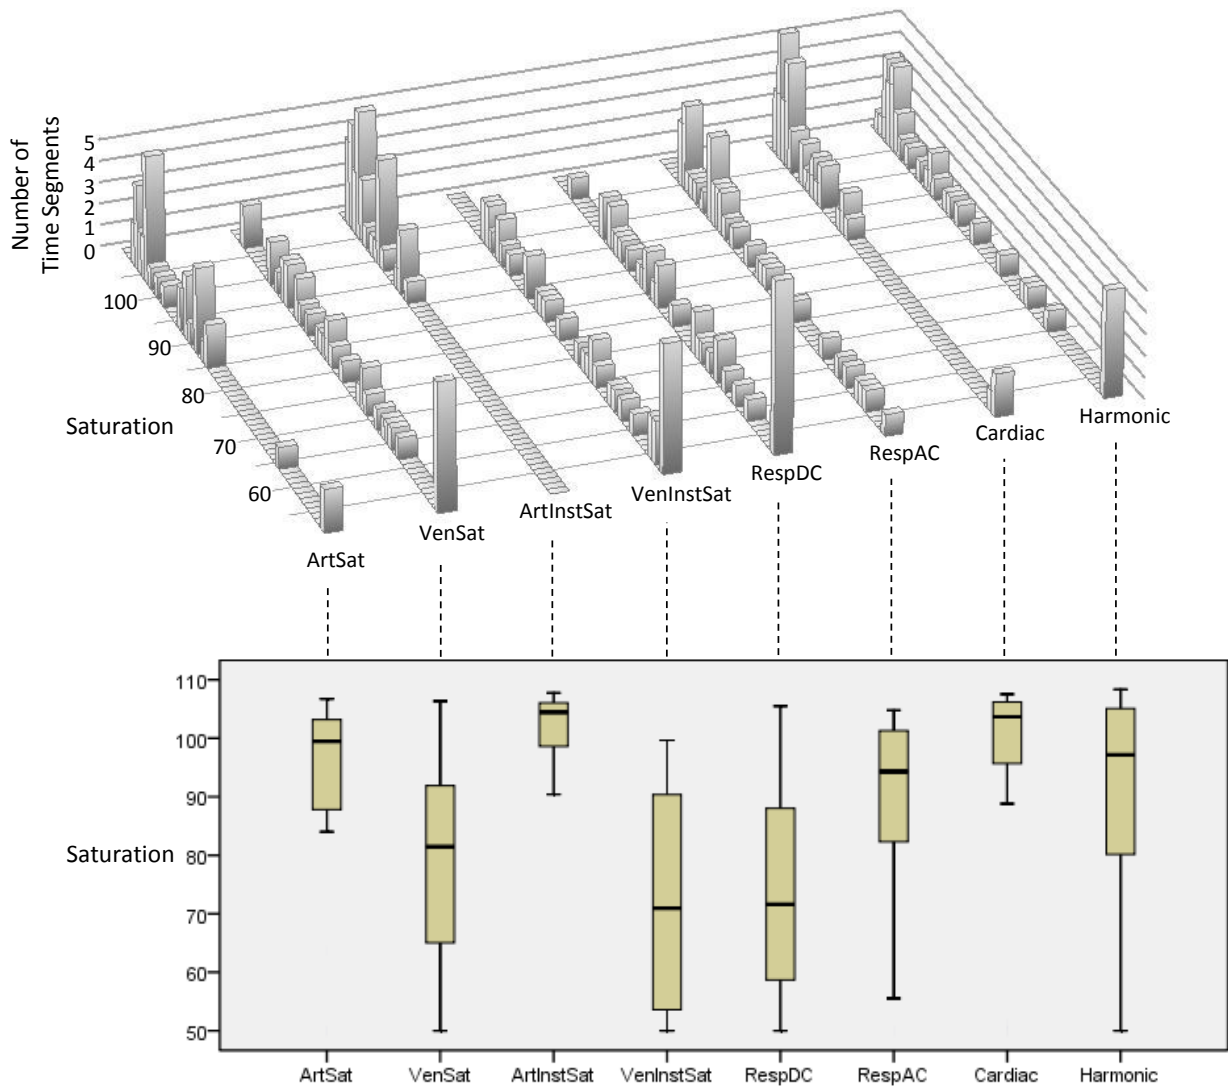 Number of
Time Segments
5
4
3
2
1
0
100
90
80
70
60
Saturation
ArtSat
VenSat
ArtInstSat
VenInstSat
RespDC
RespAC
Cardiac
Harmonic
Saturation
110
100
90
80
70
60
50
ArtSat VenSat ArtInstSat VenInstSat RespDC RespAC Cardiac Harmonic